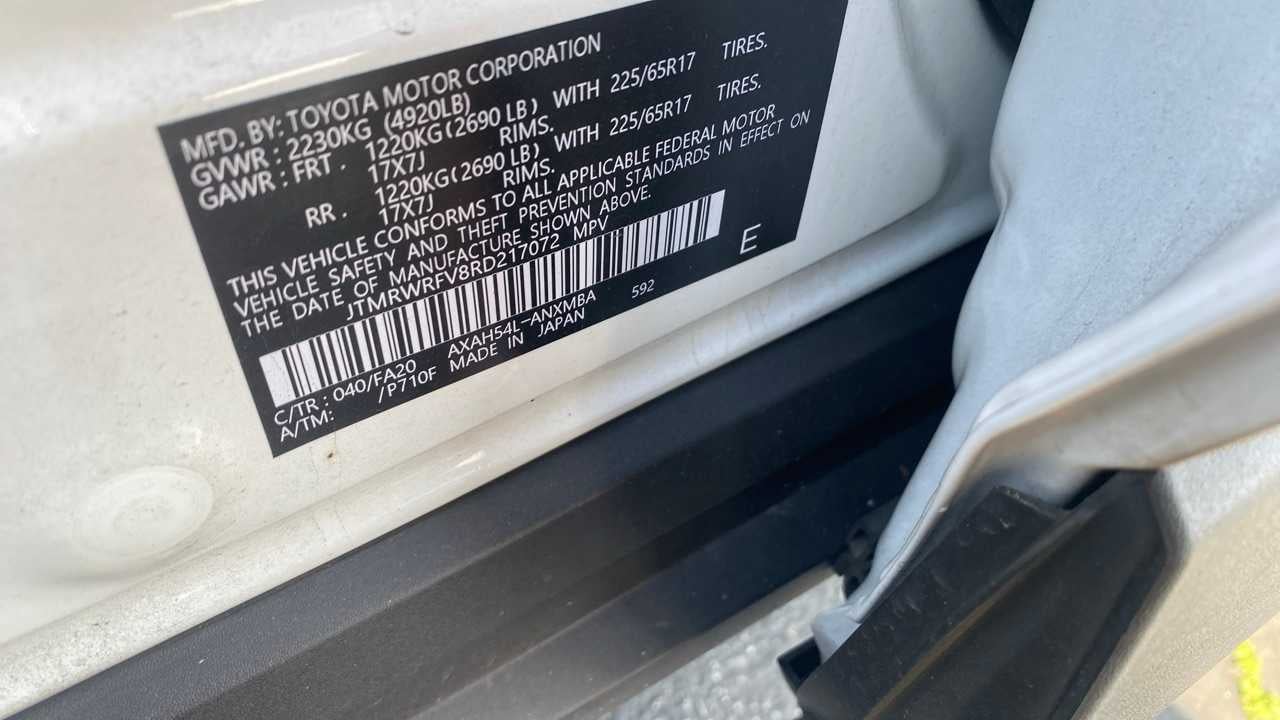 MFD. BY: TOYOTA MOTOR CORPORATION
GVWR : 2230KG (4920LB)
GAWR : FRT . 1220KG(2690 LB) WITH 225/65R17 TIRES.
17X7J RIMS.
RR . 1220KG(2690 LB) WITH 225/65R17 TIRES.
17X7J RIMS.
THIS VEHICLE CONFORMS TO ALL APPLICABLE FEDERAL MOTOR
VEHICLE SAFETY AND THEFT PREVENTION STANDARDS IN EFFECT ON
THE DATE OF MANUFACTURE SHOWN ABOVE.
JTMRWRFV8RD217072 MPV
E
C/TR : 040/FA20 AXAH54L-ANXMBA 592
A/TM: /P710F MADE IN JAPAN